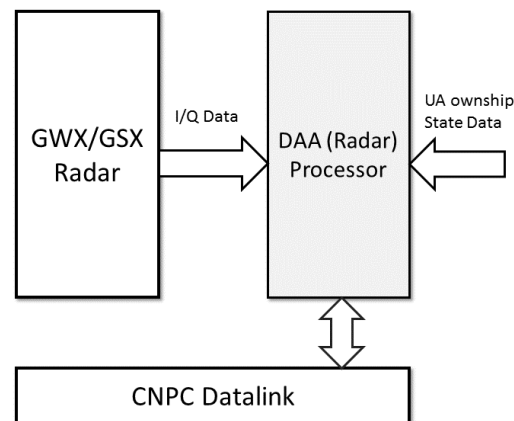 GWX/GSX
Radar
I/Q Data
DAA (Radar)
Processor
UA ownship
State Data
CNPC Datalink